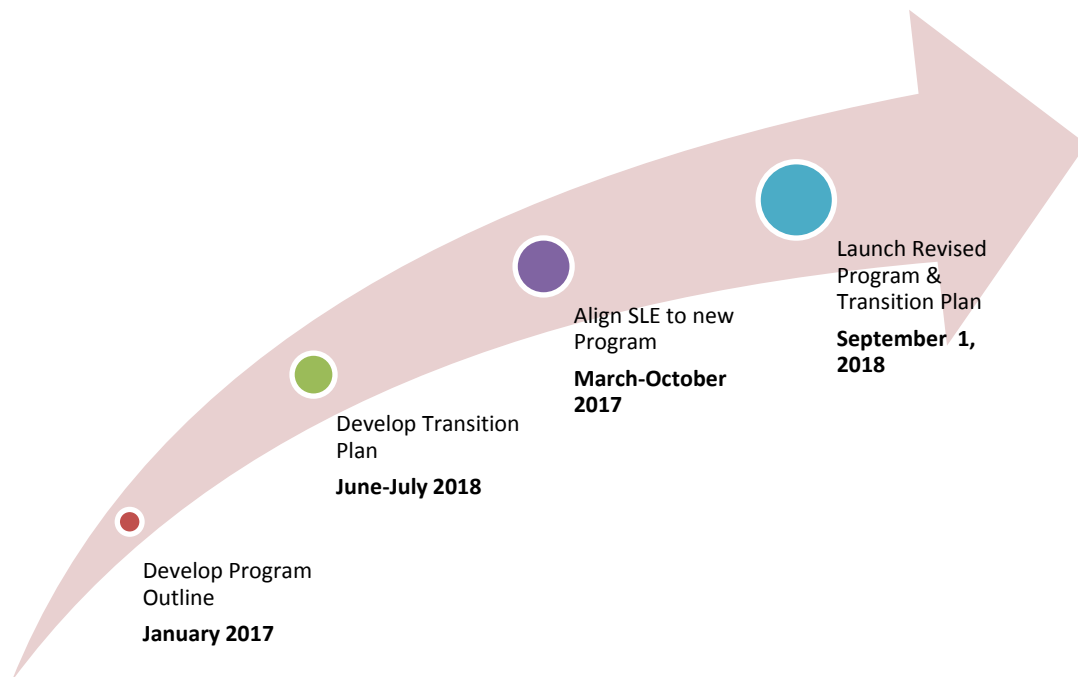 Develop Program
Outline
January 2017
Develop Transition
Plan
June-July 2018
Align SLE to new
Program
March-October
2017
Launch Revised
Program &
Transition Plan
September 1,
2018